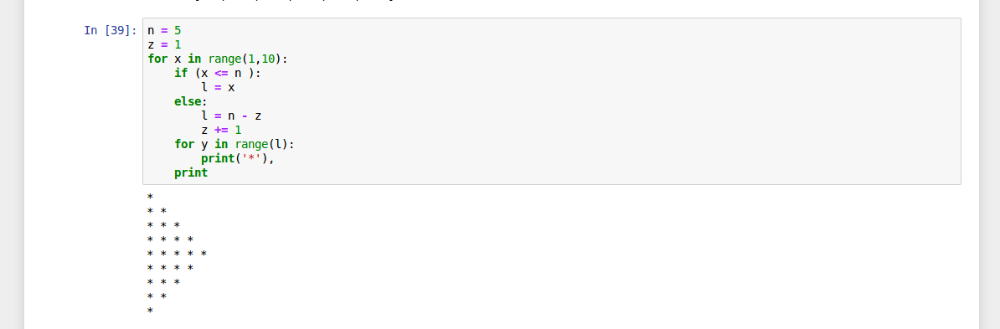 In [39]: n = 5
z = 1
for x in range(1,10):
    if (x <= n ):
        l = x
    else:
        l = n - z
        z += 1
    for y in range(l):
        print('*'),
    print
*
* *
* * *
* * * *
* * * * *
* * * *
* * *
* *
*